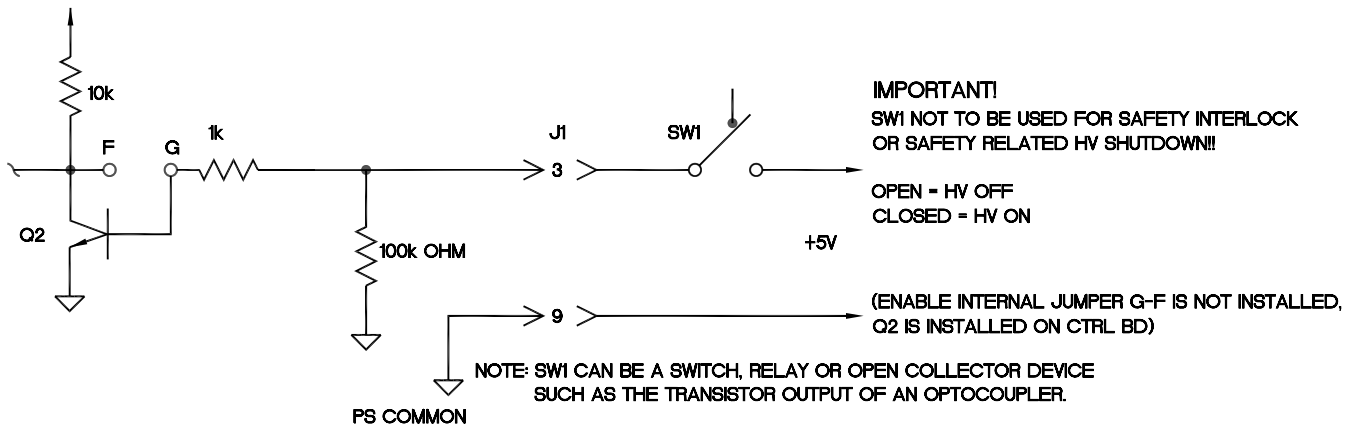 10k
F
G
1k
Q2
100k OHM
J1
3
SW1
IMPORTANT!
SW1 NOT TO BE USED FOR SAFETY INTERLOCK
OR SAFETY RELATED HV SHUTDOWN!!
OPEN = HV OFF
CLOSED = HV ON
+5V
9
(ENABLE INTERNAL JUMPER G-F IS NOT INSTALLED,
Q2 IS INSTALLED ON CTRL BD)
PS COMMON
NOTE: SW1 CAN BE A SWITCH, RELAY OR OPEN COLLECTOR DEVICE
SUCH AS THE TRANSISTOR OUTPUT OF AN OPTOCOUPLER.